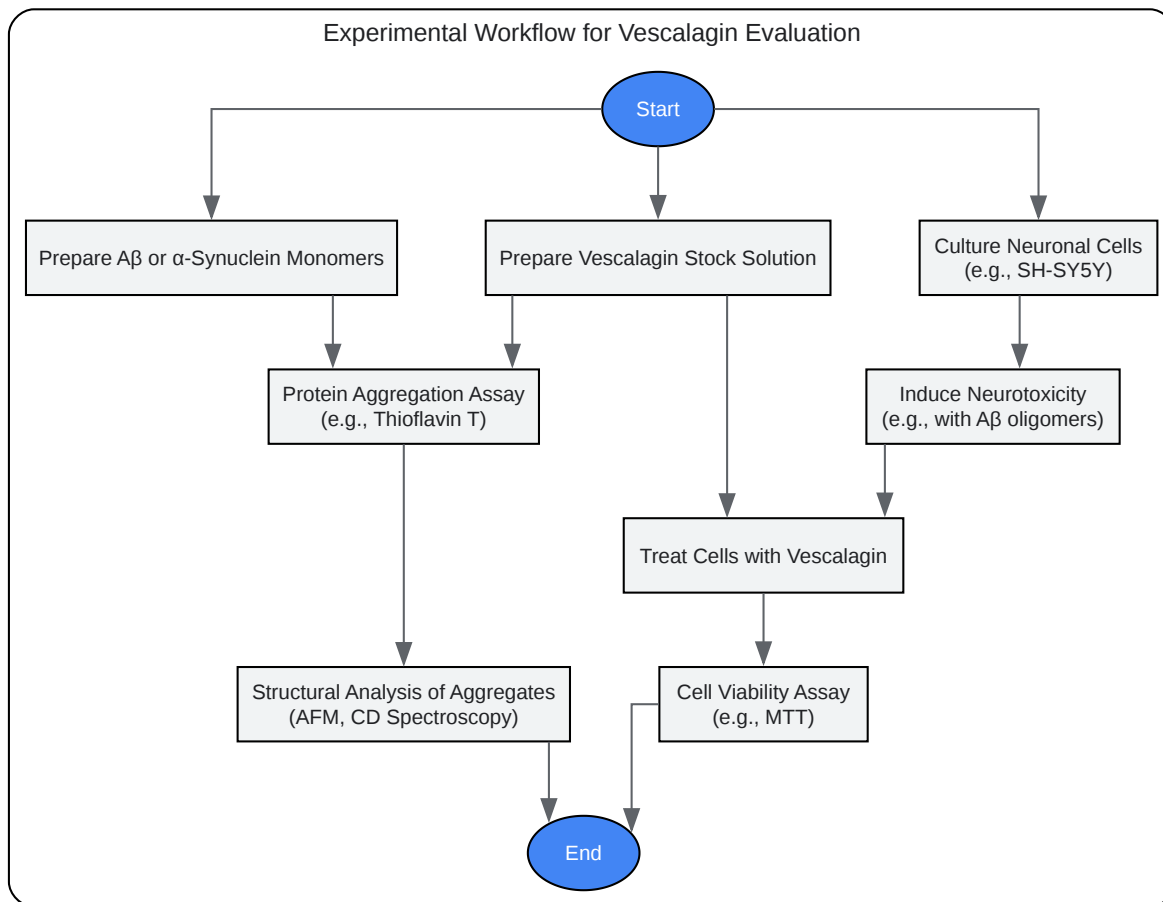 Experimental Workflow for Vescalagin Evaluation
Start
Prepare Aβ or α-Synuclein Monomers
Prepare Vescalagin Stock Solution
Culture Neuronal Cells
(e.g., SH-SY5Y)
Protein Aggregation Assay
(e.g., Thioflavin T)
Induce Neurotoxicity
(e.g., with Aβ oligomers)
Treat Cells with Vescalagin
Structural Analysis of Aggregates
(AFM, CD Spectroscopy)
Cell Viability Assay
(e.g., MTT)
End